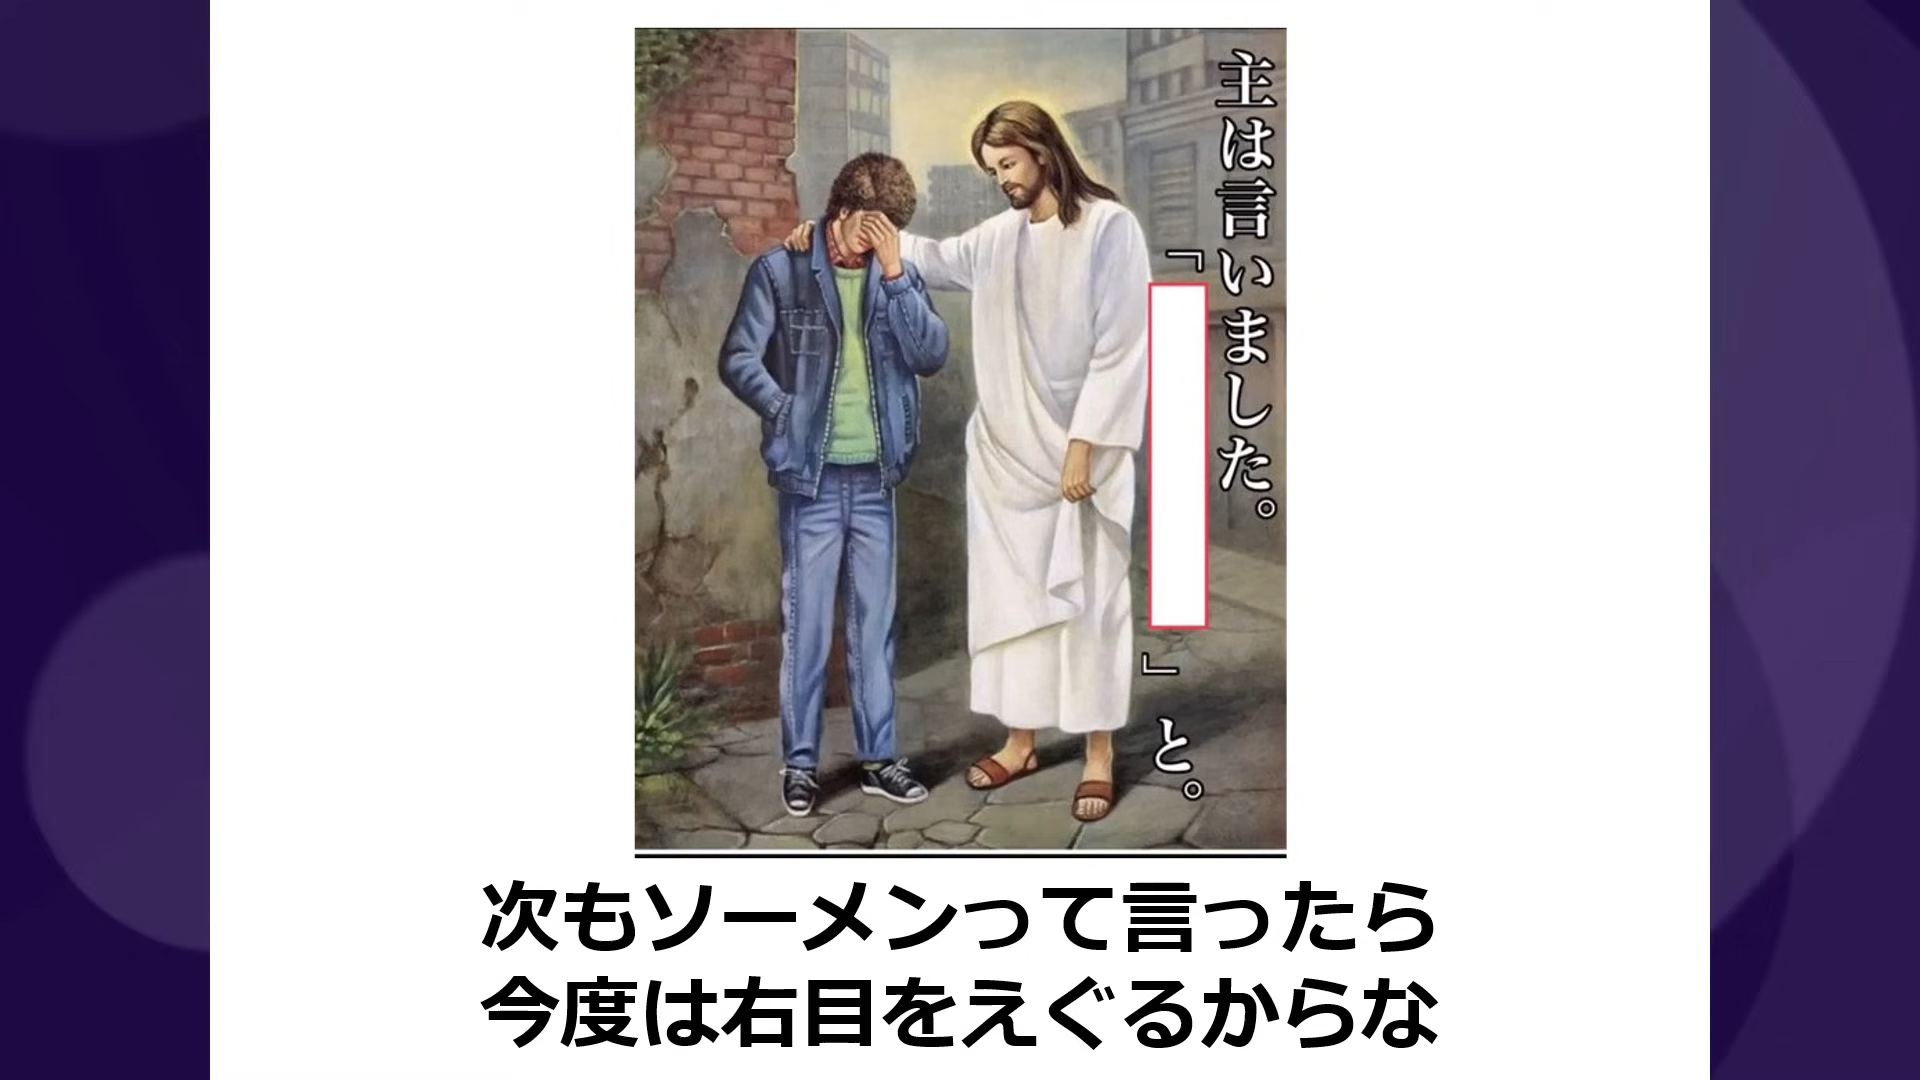 主は言いました。
「
」と。
次もソーメンって言ったら
今度は右目をえぐるからな